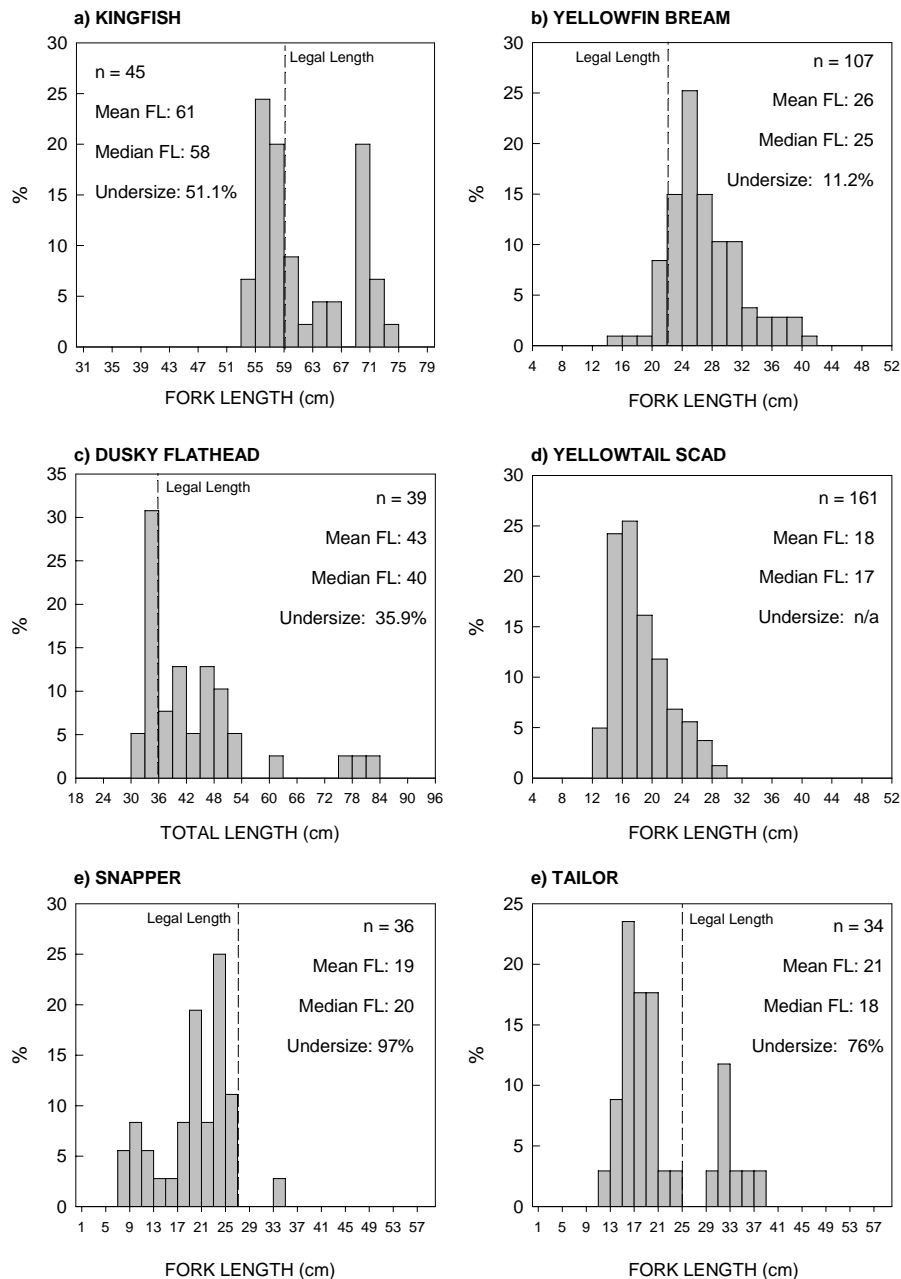 a) KINGFISH
30
25
20
15
10
5
0
%
n = 45
Mean FL: 61
Median FL: 58
Undersize: 51.1%
Legal Length
31 35 39 43 47 51 55 59 63 67 71 75 79
FORK LENGTH (cm)
b) YELLOWFIN BREAM
30
25
20
15
10
5
0
%
Legal Length
n = 107
Mean FL: 26
Median FL: 25
Undersize: 11.2%
4 8 12 16 20 24 28 32 36 40 44 48 52
FORK LENGTH (cm)
c) DUSKY FLATHEAD
35
30
25
20
15
10
5
0
%
Legal Length
n = 39
Mean FL: 43
Median FL: 40
Undersize: 35.9%
18 24 30 36 42 48 54 60 66 72 78 84 90 96
TOTAL LENGTH (cm)
d) YELLOWTAIL SCAD
30
25
20
15
10
5
0
%
n = 161
Mean FL: 18
Median FL: 17
Undersize: n/a
4 8 12 16 20 24 28 32 36 40 44 48 52
FORK LENGTH (cm)
e) SNAPPER
30
25
20
15
10
5
0
%
Legal Length
n = 36
Mean FL: 19
Median FL: 20
Undersize: 97%
1 5 9 13 17 21 25 29 33 37 41 45 49 53 57
FORK LENGTH (cm)
e) TAILOR
25
20
15
10
5
0
%
Legal Length
n = 34
Mean FL: 21
Median FL: 18
Undersize: 76%
1 5 9 13 17 21 25 29 33 37 41 45 49 53 57
FORK LENGTH (cm)